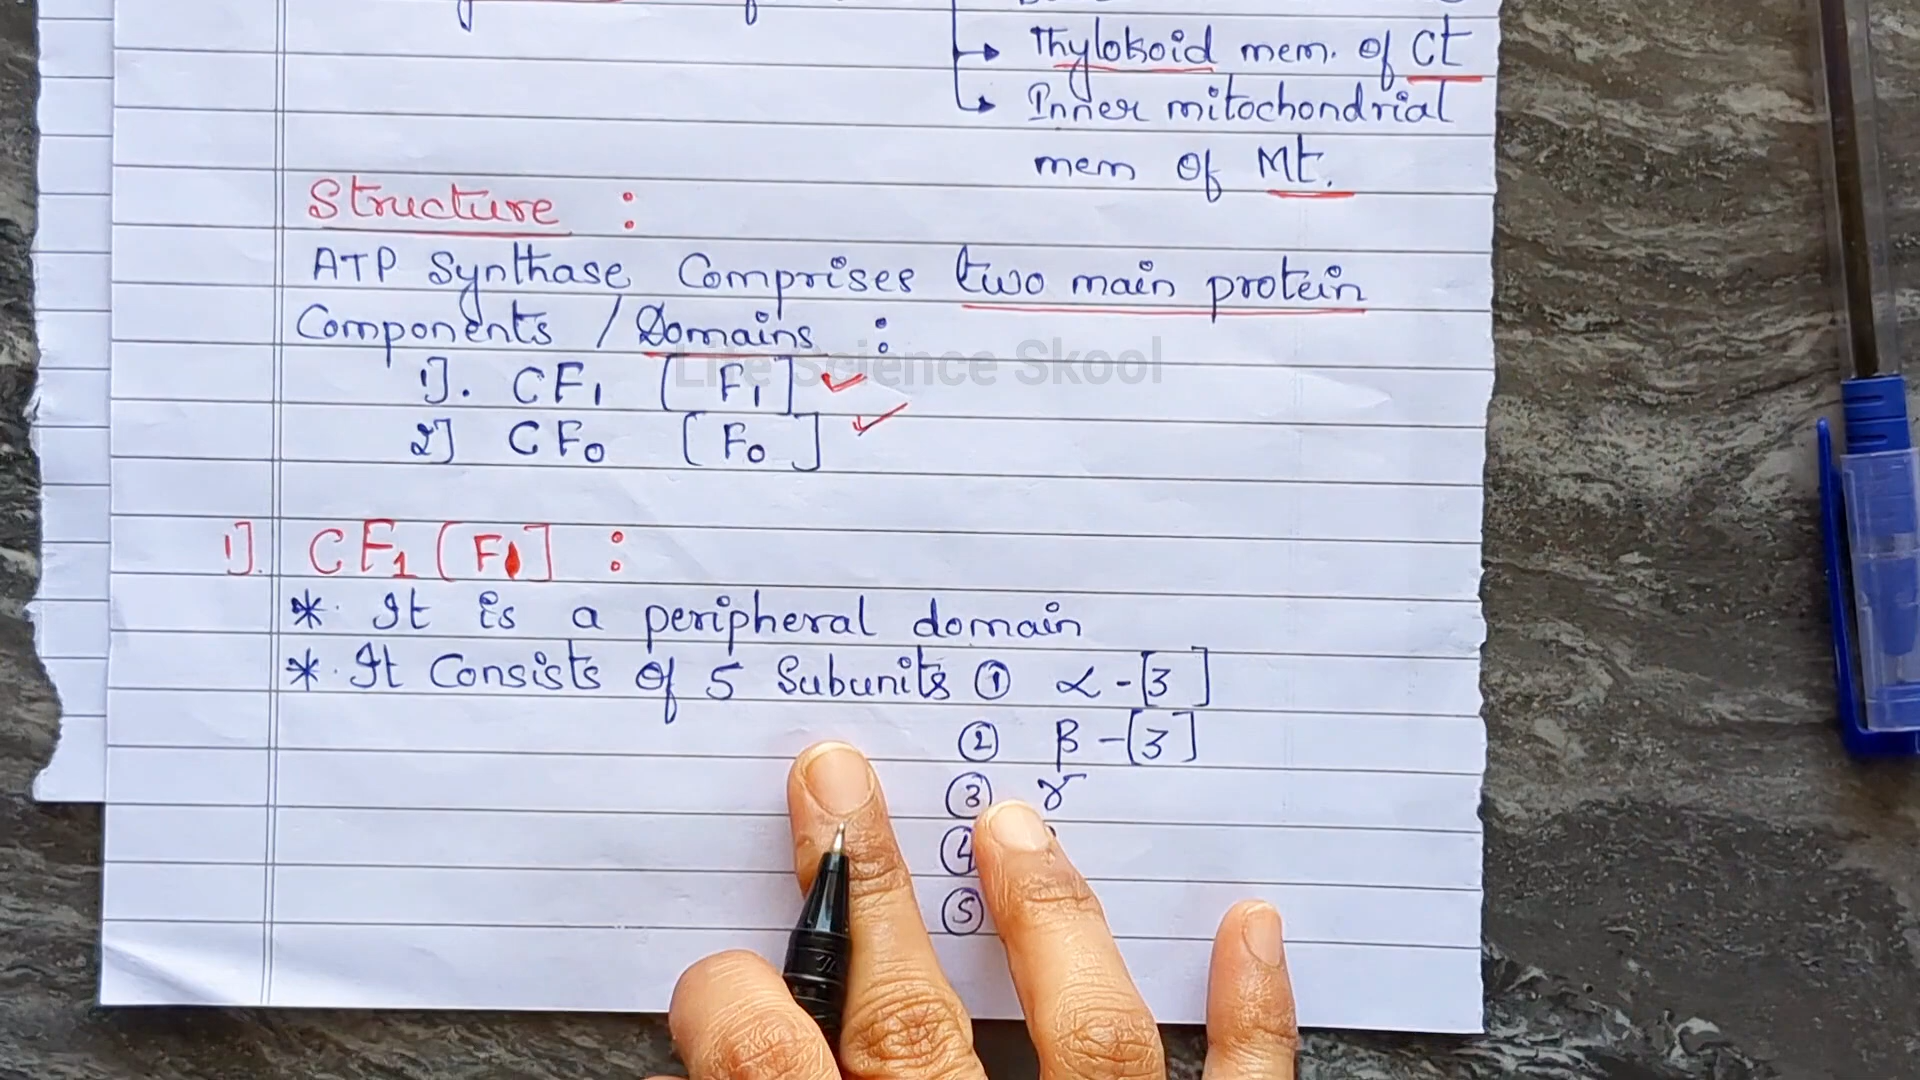 → Thylokoid mem. of Ct
→ Inner mitochondrial
mem of Mt.
Structure :
ATP Synthase Comprises two main protein
Components / Domains :
Life Science Skool
1]. CF₁ [ F₁ ] ✓
2] CF₀ [ F₀ ] ✓
1]. CF₁ [ F₁ ] :
* It is a peripheral domain
* It Consists of 5 Subunits ① α - [3]
② β - [3]
③ γ
④
⑤